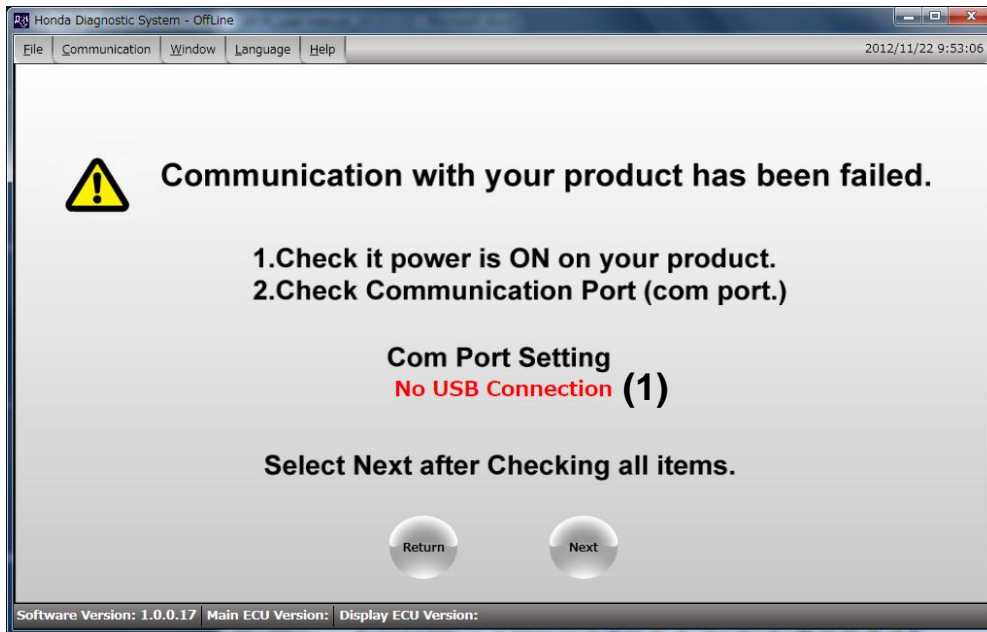 Honda Diagnostic System - OffLine
File Communication Window Language Help 2012/11/22 9:53:06
Communication with your product has been failed.
1.Check it power is ON on your product.
2.Check Communication Port (com port.)
Com Port Setting
No USB Connection (1)
Select Next after Checking all items.
Return Next
Software Version: 1.0.0.17 Main ECU Version: Display ECU Version: